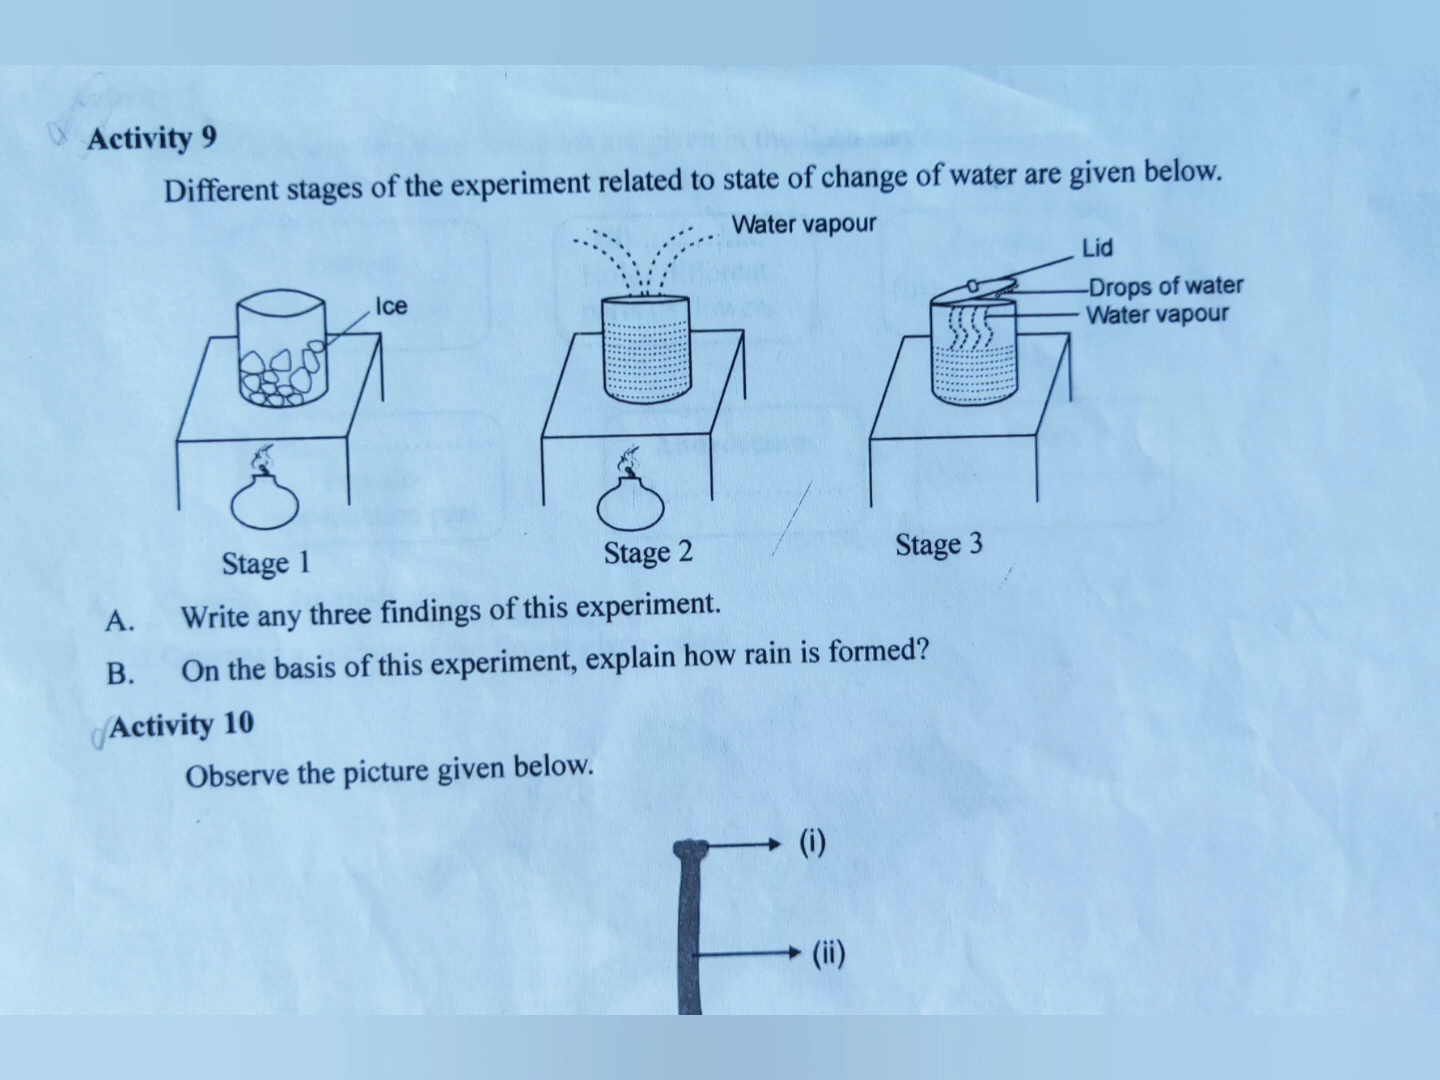 Activity 9
Different stages of the experiment related to state of change of water are given below.
Water vapour
Lid
Ice
Drops of water
Water vapour
Stage 1
Stage 2
Stage 3
A. Write any three findings of this experiment.
B. On the basis of this experiment, explain how rain is formed?
Activity 10
Observe the picture given below.
(i)
(ii)